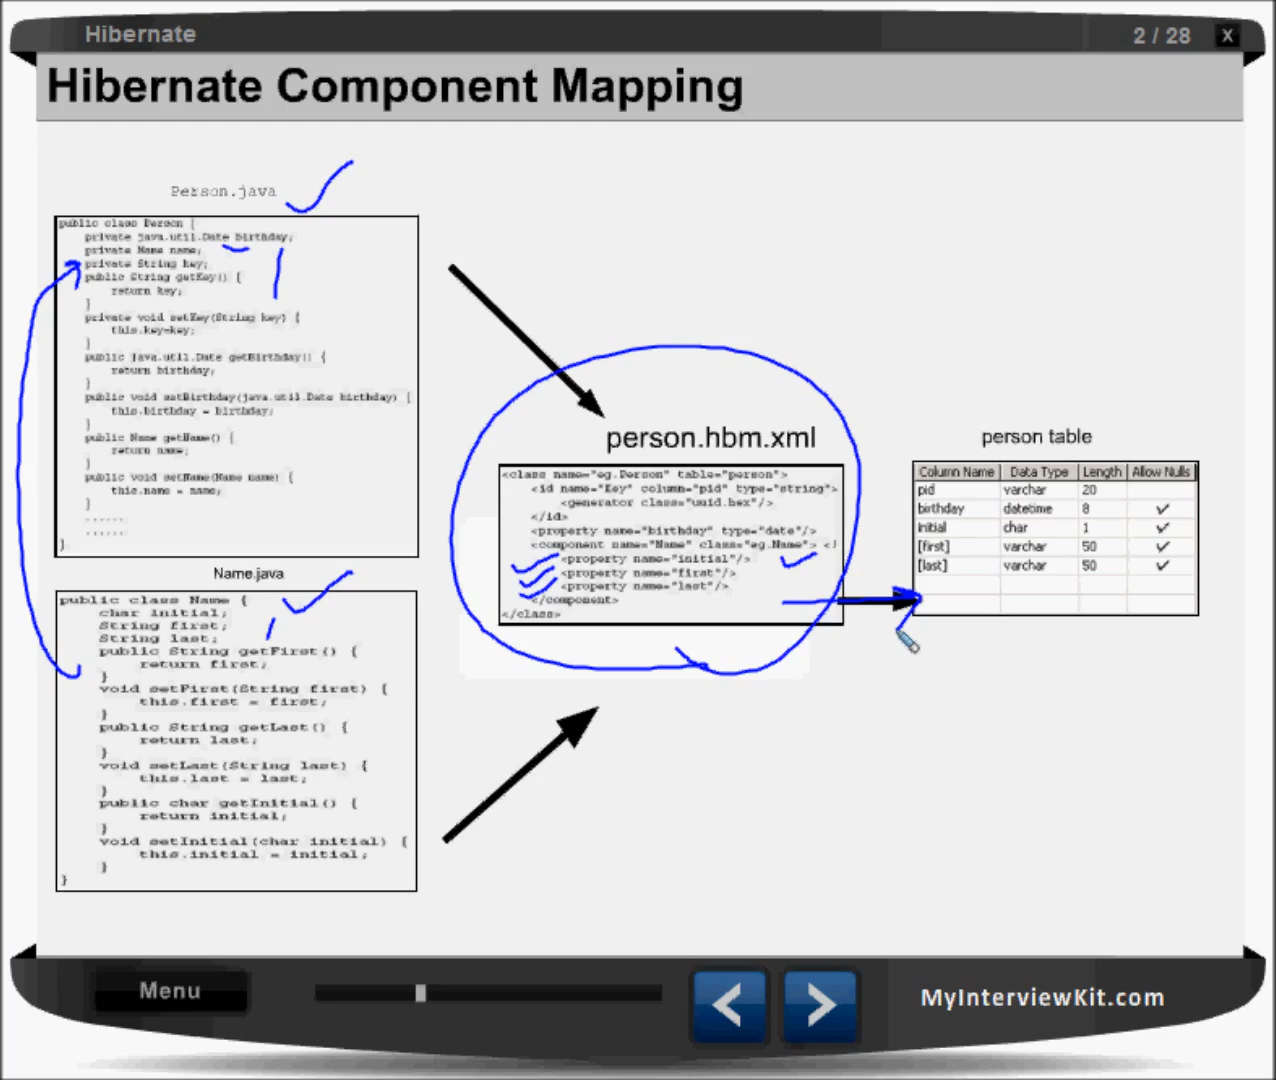 Hibernate
2 / 28
X
Hibernate Component Mapping
Person.java
public class Person {
private java.util.Date birthday;
private Name name;
private String key;
public String getKey() {
return key;
}
private void setKey(String key) {
this.key=key;
}
public java.util.Date getBirthday() {
return birthday;
}
public void setBirthday(java.util.Date birthday) {
this.birthday = birthday;
}
public Name getName() {
return name;
}
public void setName(Name name) {
this.name = name;
}
......
......
}
Name.java
public class Name {
char initial;
String first;
String last;
public String getFirst() {
return first;
}
void setFirst(String first) {
this.first = first;
}
public String getLast() {
return last;
}
void setLast(String last) {
this.last = last;
}
public char getInitial() {
return initial;
}
void setInitial(char initial) {
this.initial = initial;
}
}
person.hbm.xml
<class name="eg.Person" table="person">
<id name="Key" column="pid" type="string">
<generator class="uuid.hex"/>
</id>
<property name="birthday" type="date"/>
<component name="Name" class="eg.Name"> <!
<property name="initial"/>
<property name="first"/>
<property name="last"/>
</component>
</class>
person table
Column Name Data Type Length Allow Nulls
pid varchar 20
birthday datetime 8
initial char 1
[first] varchar 50
[last] varchar 50
Menu
MyInterviewKit.com